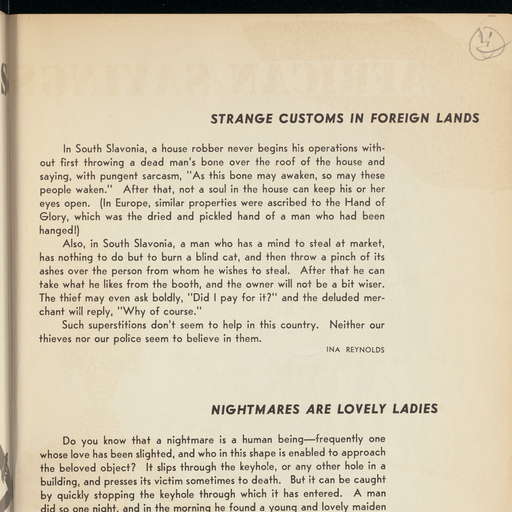 STRANGE CUSTOMS IN FOREIGN LANDS
In South Slavonia, a house robber never begins his operations with-
out first throwing a dead man's bone over the roof of the house and
saying, with pungent sarcasm, "As this bone may awaken, so may these
people waken." After that, not a soul in the house can keep his or her
eyes open. (In Europe, similar properties were ascribed to the Hand of
Glory, which was the dried and pickled hand of a man who had been
hanged!)
Also, in South Slavonia, a man who has a mind to steal at market,
has nothing to do but to burn a blind cat, and then throw a pinch of its
ashes over the person from whom he wishes to steal. After that he can
take what he likes from the booth, and the owner will not be a bit wiser.
The thief may even ask boldly, "Did I pay for it?" and the deluded mer-
chant will reply, "Why of course."
Such superstitions don't seem to help in this country. Neither our
thieves nor our police seem to believe in them.
INA REYNOLDS
NIGHTMARES ARE LOVELY LADIES
Do you know that a nightmare is a human being—frequently one
whose love has been slighted, and who in this shape is enabled to approach
the beloved object? It slips through the keyhole, or any other hole in a
building, and presses its victim sometimes to death. But it can be caught
by quickly stopping the keyhole through which it has entered. A man
did so one night, and in the morning he found a young and lovely maiden